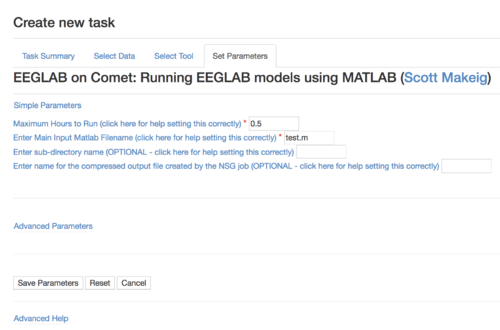 Create new task
Task Summary Select Data Select Tool Set Parameters
EEGLAB on Comet: Running EEGLAB models using MATLAB (Scott Makeig)
Simple Parameters
Maximum Hours to Run (click here for help setting this correctly) * 0.5
Enter Main Input Matlab Filename (click here for help setting this correctly) * test.m
Enter sub-directory name (OPTIONAL - click here for help setting this correctly)
Enter name for the compressed output file created by the NSG job (OPTIONAL - click here for help setting this correctly)
Advanced Parameters
Save Parameters Reset Cancel
Advanced Help